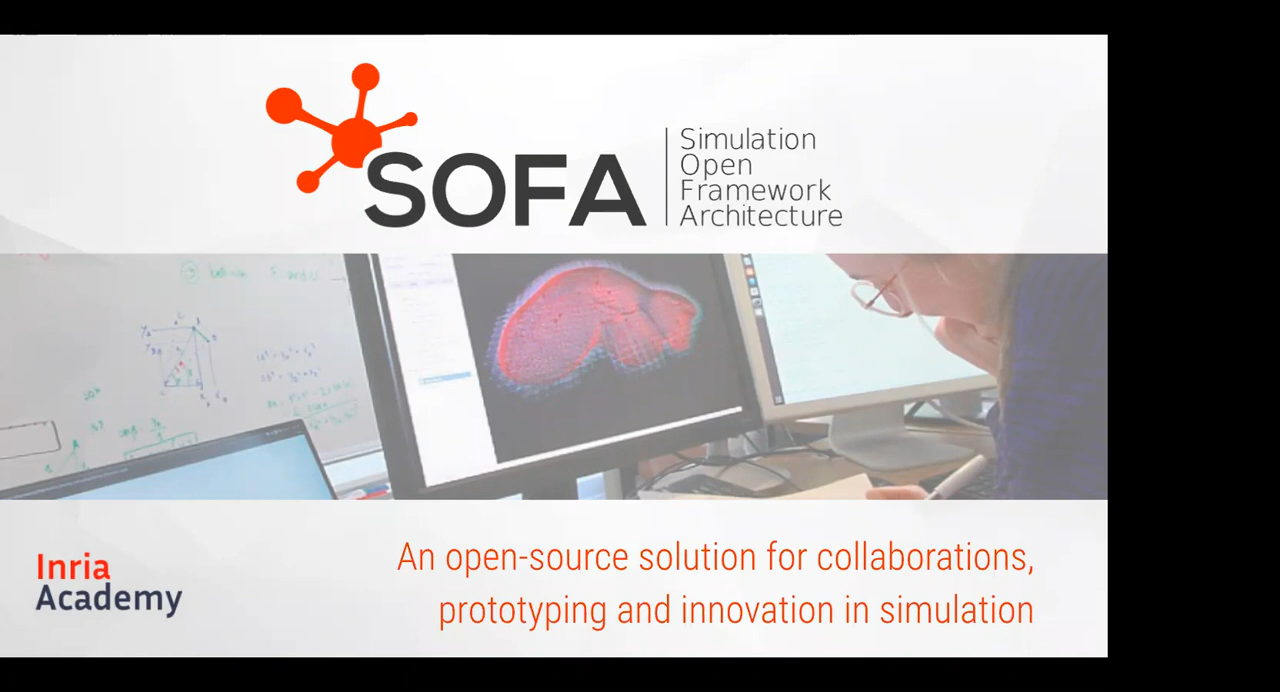 SOFA
Simulation
Open
Framework
Architecture
Inria
Academy
An open-source solution for collaborations,
prototyping and innovation in simulation